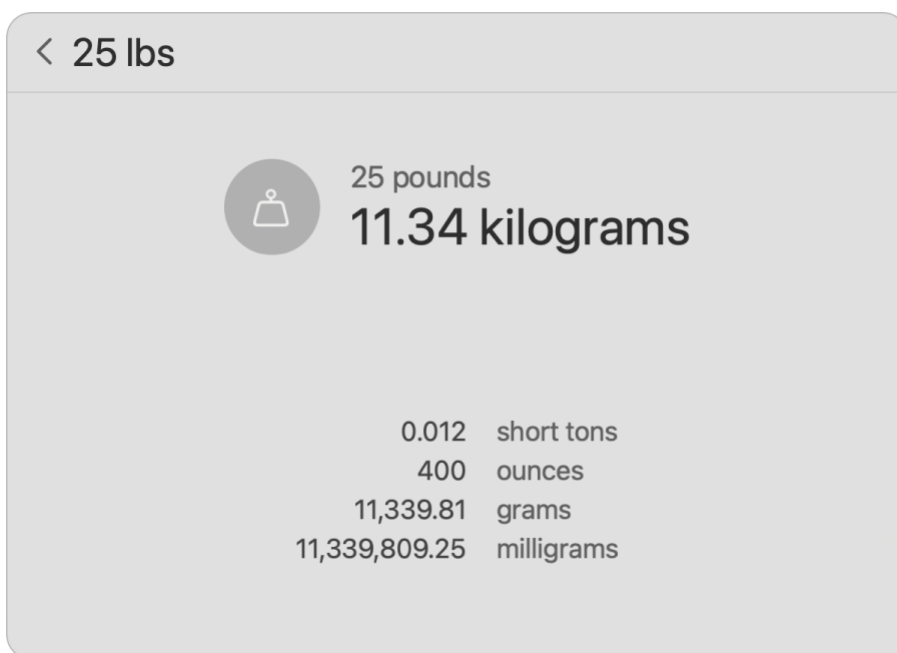 25 lbs
25 pounds
11.34 kilograms
0.012 short tons
400 ounces
11,339.81 grams
11,339,809.25 milligrams